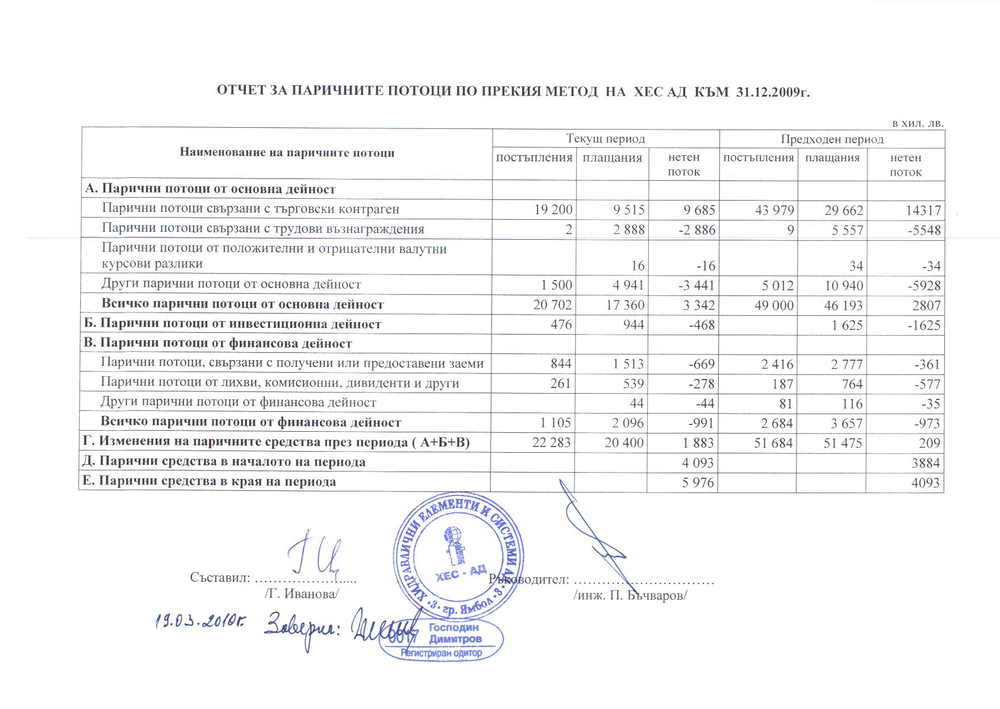 ОТЧЕТ ЗА ПАРИЧНИТЕ ПОТОЦИ ПО ПРЕКИЯ МЕТОД НА ХЕС АД КЪМ 31.12.2009г.
в хил. лв.
Наименование на паричните потоци Текущ период Предходен период
постъпления плащания нетен поток постъпления плащания нетен поток
А. Парични потоци от основна дейност
Парични потоци свързани с търговски контраген 19 200 9 515 9 685 43 979 29 662 14317
Парични потоци свързани с трудови възнаграждения 2 2 888 -2 886 9 5 557 -5548
Парични потоци от положителни и отрицателни валутни
курсови разлики 16 -16 34 -34
Други парични потоци от основна дейност 1 500 4 941 -3 441 5 012 10 940 -5928
Всичко парични потоци от основна дейност 20 702 17 360 3 342 49 000 46 193 2807
Б. Парични потоци от инвестиционна дейност 476 944 -468 1 625 -1625
В. Парични потоци от финансова дейност
Парични потоци, свързани с получени или предоставени заеми 844 1 513 -669 2 416 2 777 -361
Парични потоци от лихви, комисионни, дивиденти и други 261 539 -278 187 764 -577
Други парични потоци от финансова дейност 44 -44 81 116 -35
Всичко парични потоци от финансова дейност 1 105 2 096 -991 2 684 3 657 -973
Г. Изменения на паричните средства през периода ( А+Б+В) 22 283 20 400 1 883 51 684 51 475 209
Д. Парични средства в началото на периода 4 093 3884
Е. Парични средства в края на периода 5 976 4093
ХИДРАВЛИЧНИ ЕЛЕМЕНТИ И СИСТЕМИ АД
ХЕС - АД
• 3 • гр. Ямбол • 3 •
Съставил: ……………………
/Г. Иванова/
Ръководител: …………………………
/инж. П. Бъчваров/
19.03.2010г. Заверил:
0017 Господин
Димитров
Регистриран одитор